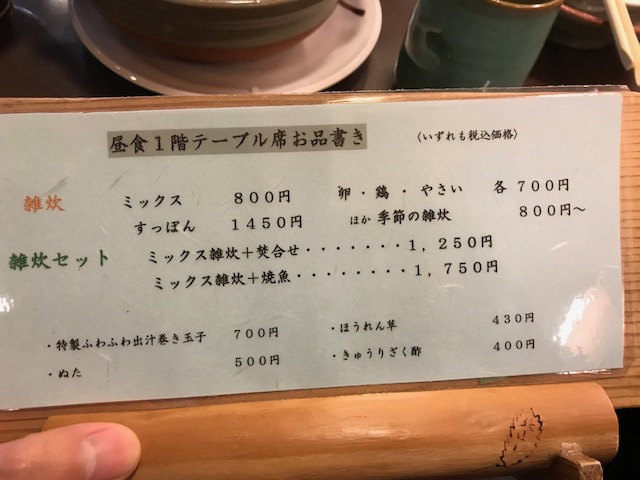 昼食１階テーブル席お品書き 〈いずれも税込価格〉
雑炊 ミックス ８００円 卵・鶏・やさい 各 ７００円
すっぽん １４５０円 ほか 季節の雑炊 ８００円～
雑炊セット ミックス雑炊＋焚合せ・・・・・・・１，２５０円
ミックス雑炊＋焼魚・・・・・・・・１，７５０円
・特製ふわふわ出汁巻き玉子 ７００円 ・ほうれん草 ４３０円
・ぬた ５００円 ・きゅうりざく酢 ４００円